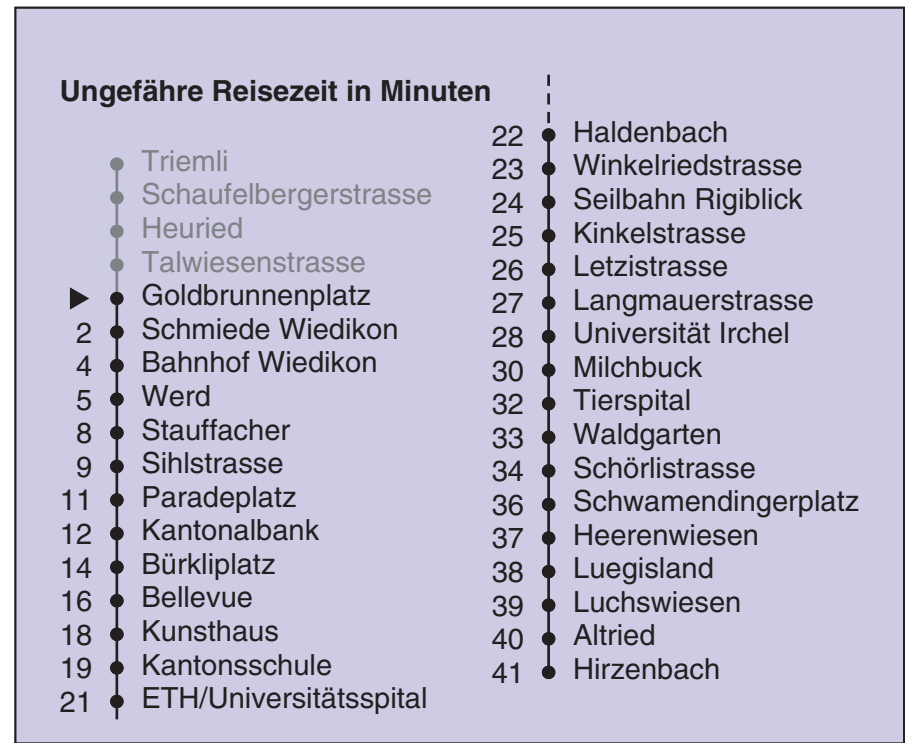 Ungefähre Reisezeit in Minuten
Triemli
Schaufelbergerstrasse
Heuried
Talwiesenstrasse
Goldbrunnenplatz
2 Schmiede Wiedikon
4 Bahnhof Wiedikon
5 Werd
8 Stauffacher
9 Sihlstrasse
11 Paradeplatz
12 Kantonalbank
14 Bürkliplatz
16 Bellevue
18 Kunsthaus
19 Kantonsschule
21 ETH/Universitätsspital
22 Haldenbach
23 Winkelriedstrasse
24 Seilbahn Rigiblick
25 Kinkelstrasse
26 Letzistrasse
27 Langmauerstrasse
28 Universität Irchel
30 Milchbuck
32 Tierspital
33 Waldgarten
34 Schörlistrasse
36 Schwamendingerplatz
37 Heerenwiesen
38 Luegisland
39 Luchswiesen
40 Altried
41 Hirzenbach